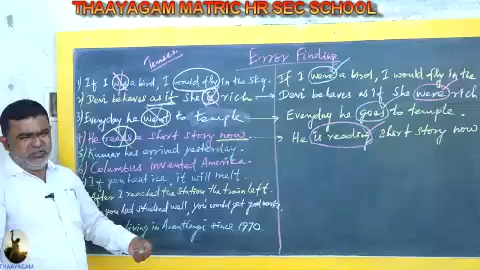 THAAYAGAM MATRIC HR SEC SCHOOL
Tenses
Error Finding
1) If I was a bird, I would fly in the sky.
2) Devi behaves as if she is rich
3) Everyday he went to temple
4) He reads a short story now
5) Kumar has arrived yesterday.
6) Columbus invented Amerika
7) If you heat ice, it will melt.
After I reached the station the train left.
you had studied well, you would get good
living in Aranthangi since 1970.
If I were a bird, I would fly in the
Devi behaves as if she were rich
Everyday he goes to temple.
He is reading short story now
THAAYAGAM